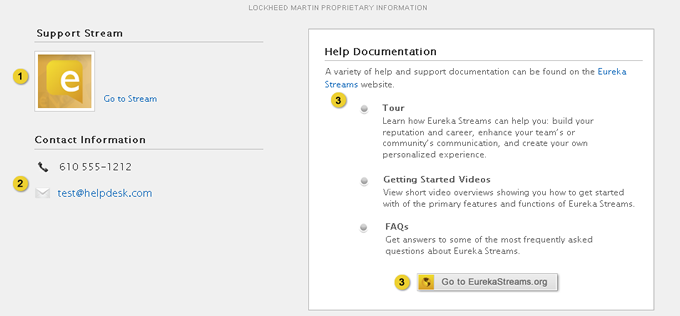 LOCKHEED MARTIN PROPRIETARY INFORMATION
Support Stream
1
e
Go to Stream
Contact Information
610 555-1212
2
test@helpdesk.com
Help Documentation
A variety of help and support documentation can be found on the Eureka
Streams website.
3
Tour
Learn how Eureka Streams can help you: build your
reputation and career, enhance your team's or
community's communication, and create your own
personalized experience.
Getting Started Videos
View short video overviews showing you how to get started
with of the primary features and functions of Eureka Streams.
FAQs
Get answers to some of the most frequently asked
questions about Eureka Streams.
3
Go to EurekaStreams.org